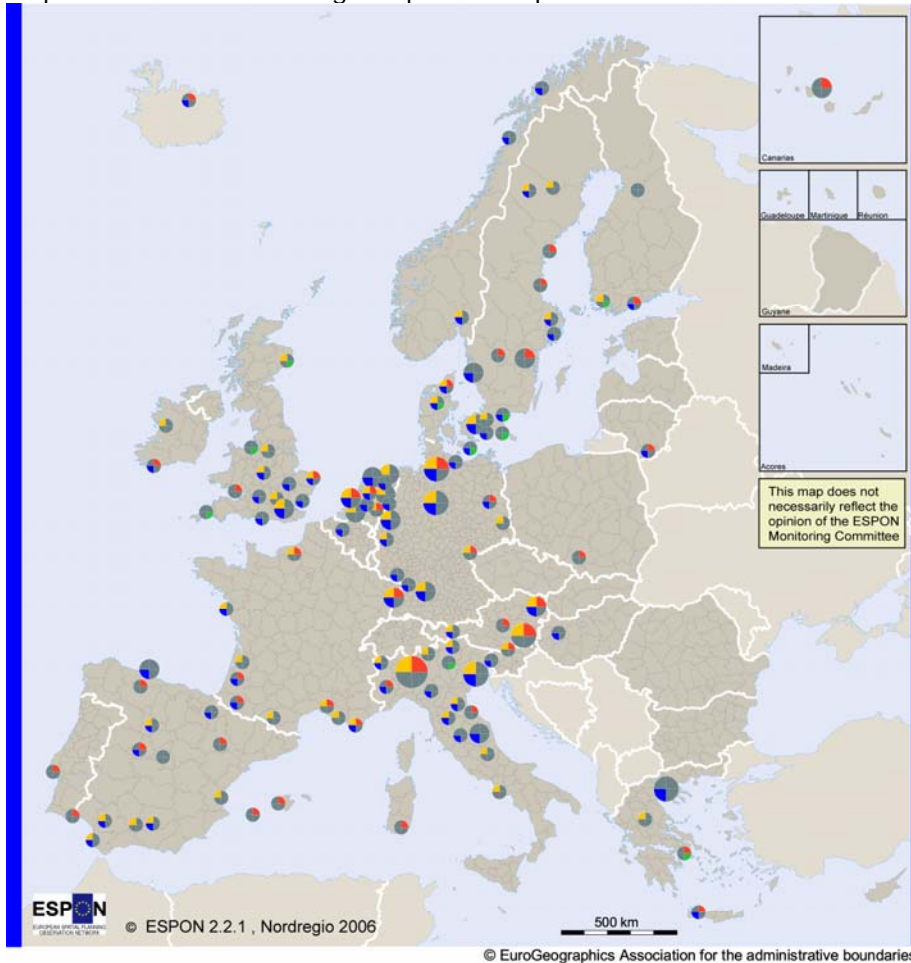 Canarias
Guadeloupe Martinique Réunion
Guyane
Madeira
Acores
This map does not
necessarily reflect the
opinion of the ESPON
Monitoring Committee
ESPON
EUROPEAN SPATIAL PLANNING
OBSERVATION NETWORK
© ESPON 2.2.1 , Nordregio 2006
500 km
© EuroGeographics Association for the administrative boundaries